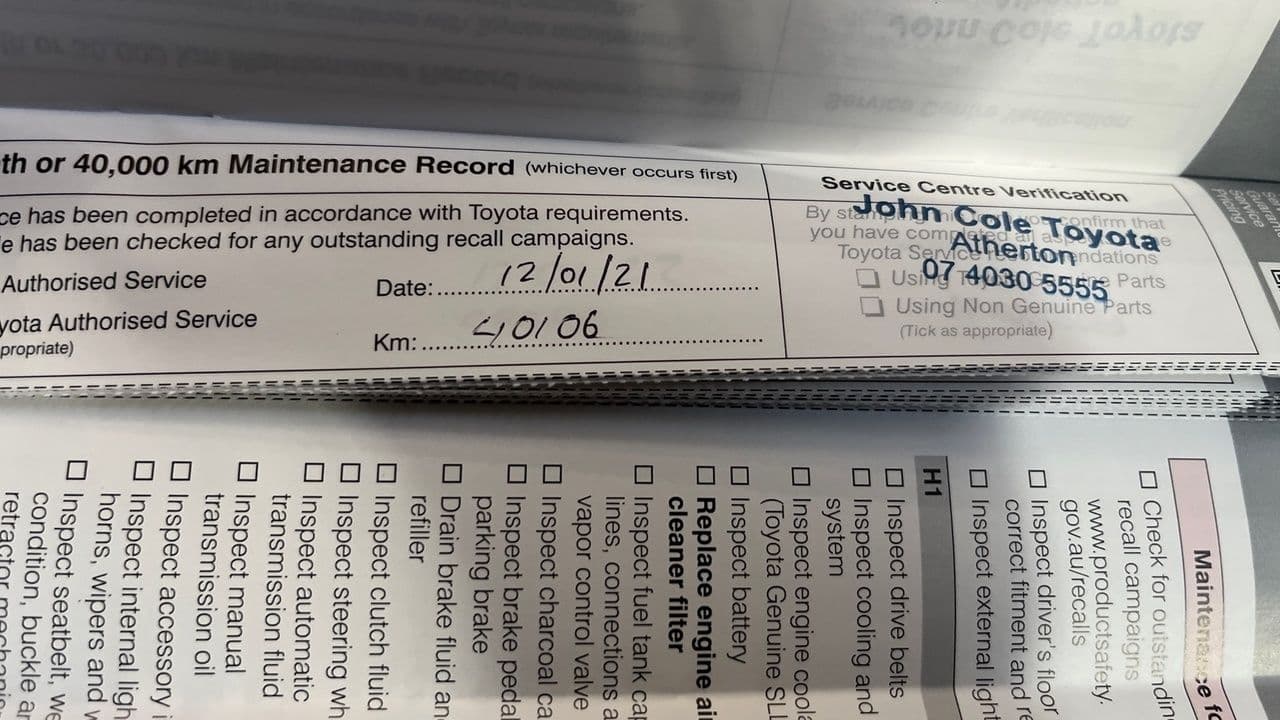 th or 40,000 km Maintenance Record (whichever occurs first)
ce has been completed in accordance with Toyota requirements.
e has been checked for any outstanding recall campaigns.
Authorised Service
yota Authorised Service
propriate)
Date: 12/01/21
Km: 40106
Service Centre Verification
By confirm that
you have
Toyota Service
Using Parts
Using Non Genuine Parts
(Tick as appropriate)
John Cole Toyota
Atherton
07 4030 5555
Maintenance fo
Check for outstandin
recall campaigns
www.productsafety.
gov.au/recalls
Inspect driver's floor
correct fitment and re
Inspect external light
H1
Inspect drive belts
Inspect cooling and
system
Inspect engine coola
(Toyota Genuine SLL
Inspect battery
Replace engine air
cleaner filter
Inspect fuel tank cap
lines, connections a
vapor control valve
Inspect charcoal ca
Inspect brake pedal
parking brake
Drain brake fluid an
refiller
Inspect clutch fluid
Inspect steering wh
Inspect automatic
transmission fluid
Inspect manual
transmission oil
Inspect accessory i
Inspect internal ligh
horns, wipers and w
Inspect seatbelt, we
condition, buckle an